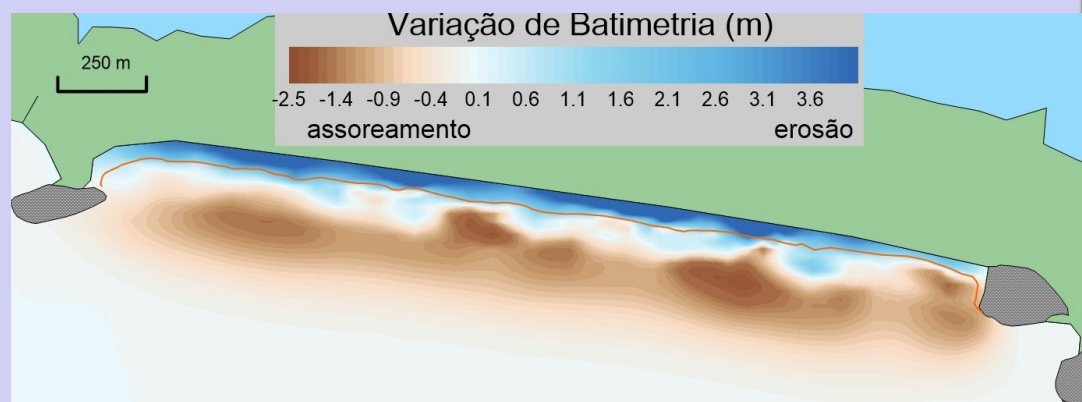 Variação de Batimetria (m)
250 m
-2.5 -1.4 -0.9 -0.4 0.1 0.6 1.1 1.6 2.1 2.6 3.1 3.6
assoreamento erosão